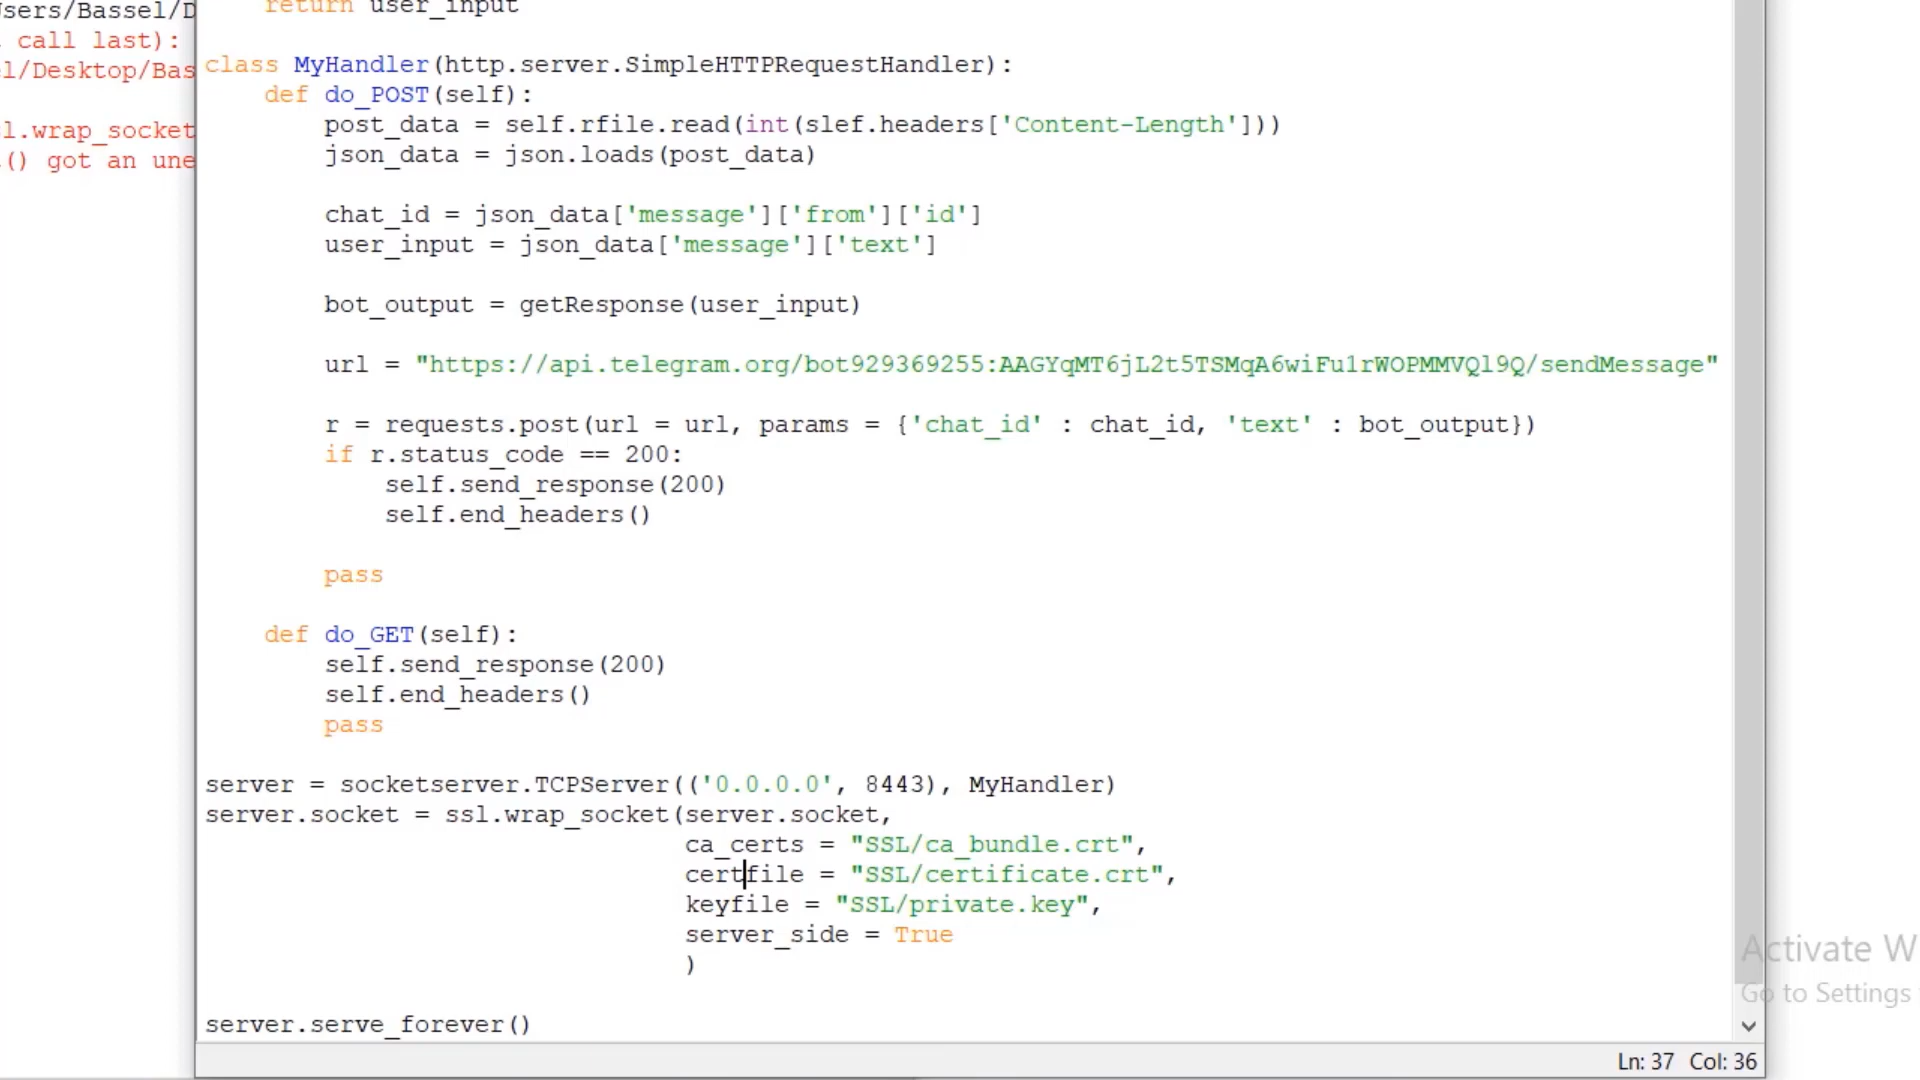 sers/Bassel/D
call last):
l/Desktop/Bas
l.wrap_socket
() got an une
return user_input
class MyHandler(http.server.SimpleHTTPRequestHandler):
def do_POST(self):
post_data = self.rfile.read(int(slef.headers['Content-Length']))
json_data = json.loads(post_data)
chat_id = json_data['message']['from']['id']
user_input = json_data['message']['text']
bot_output = getResponse(user_input)
url = "https://api.telegram.org/bot929369255:AAGYqMT6jL2t5TSMqA6wiFu1rWOPMMVQl9Q/sendMessage"
r = requests.post(url = url, params = {'chat_id' : chat_id, 'text' : bot_output})
if r.status_code == 200:
self.send_response(200)
self.end_headers()
pass
def do_GET(self):
self.send_response(200)
self.end_headers()
pass
server = socketserver.TCPServer(('0.0.0.0', 8443), MyHandler)
server.socket = ssl.wrap_socket(server.socket,
ca_certs = "SSL/ca_bundle.crt",
certfile = "SSL/certificate.crt",
keyfile = "SSL/private.key",
server_side = True
)
server.serve_forever()
Activate W
Go to Settings
Ln: 37 Col: 36